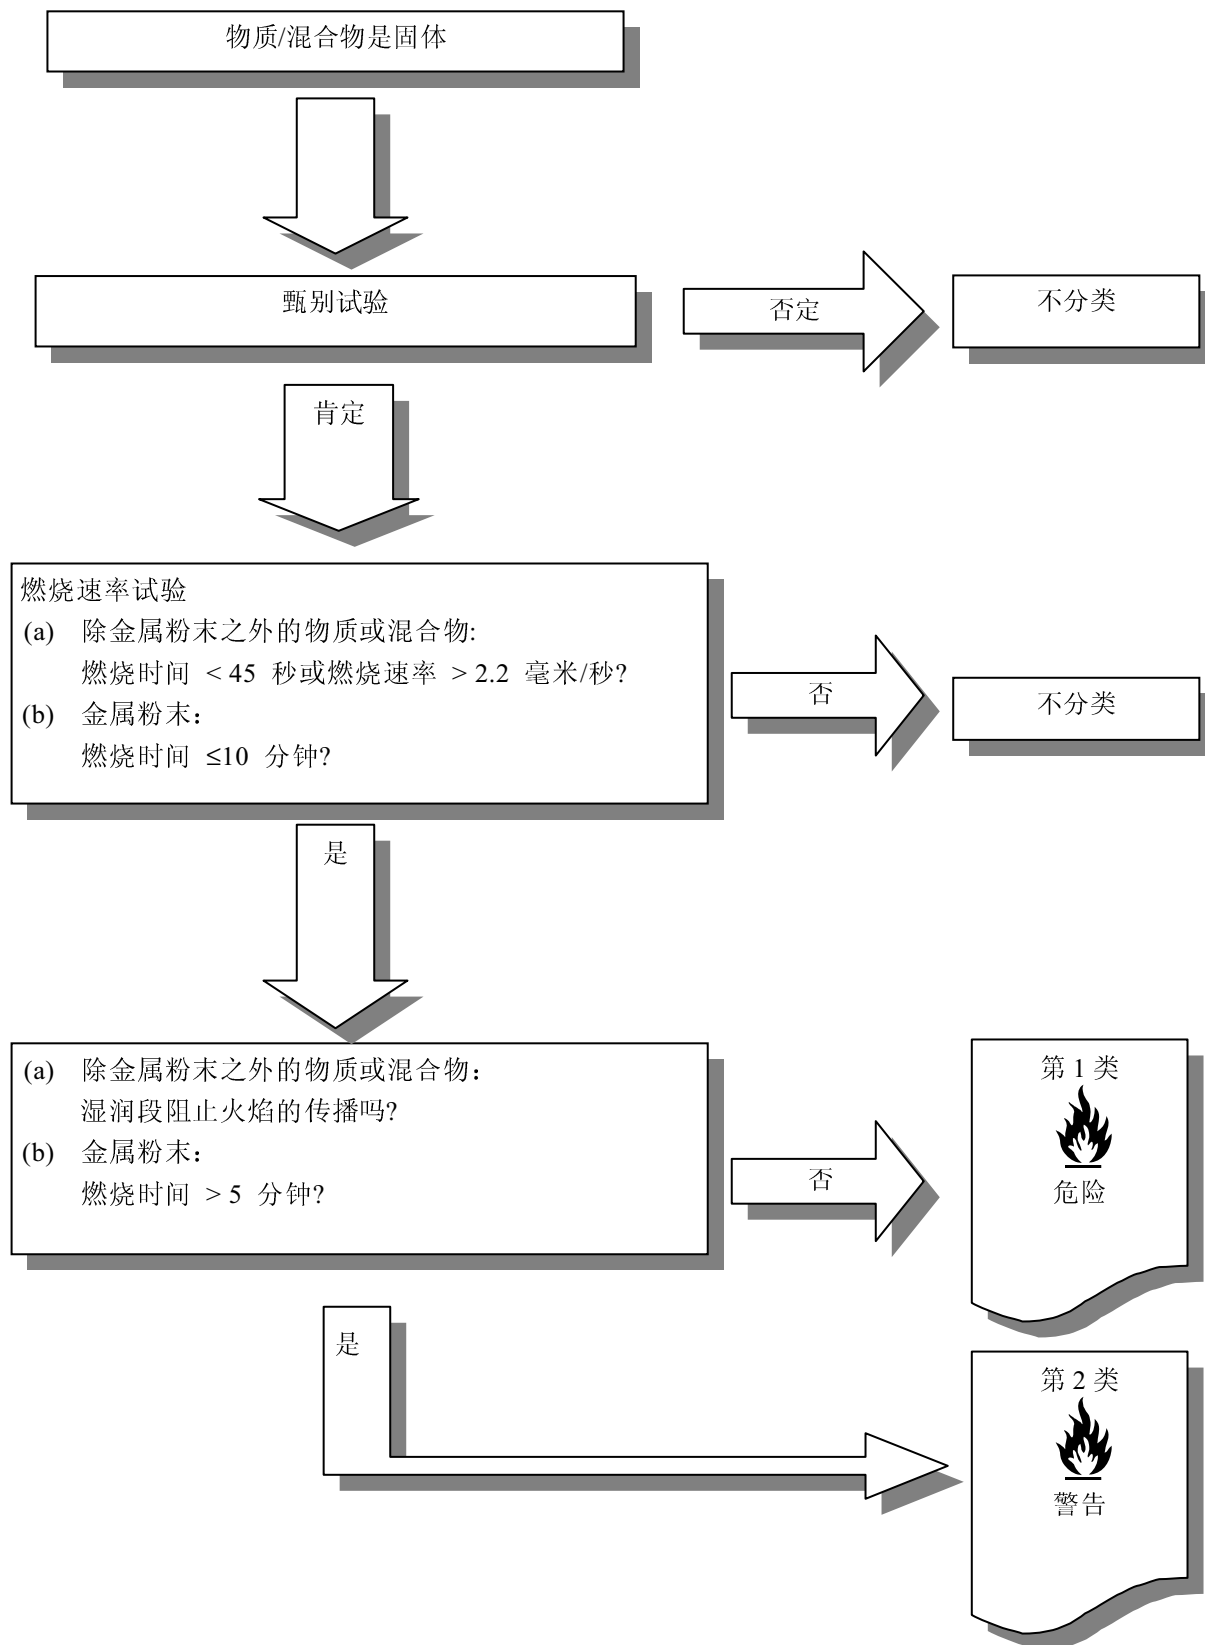 物质/混合物是固体
甄别试验
否定
不分类
肯定
燃烧速率试验
(a) 除金属粉末之外的物质或混合物:
燃烧时间 < 45 秒或燃烧速率 > 2.2 毫米/秒?
(b) 金属粉末：
燃烧时间 ≤10 分钟?
否
不分类
是
(a) 除金属粉末之外的物质或混合物：
湿润段阻止火焰的传播吗?
(b) 金属粉末：
燃烧时间 > 5 分钟?
否
第 1 类
危险
是
第 2 类
警告